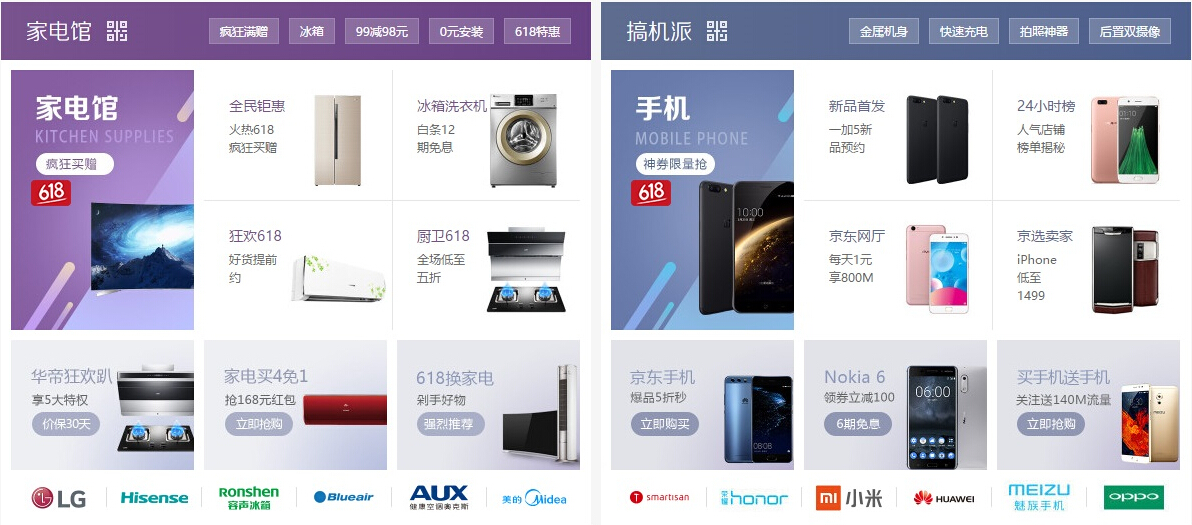 家电馆
疯狂满赠
冰箱
99减98元
0元安装
618特惠
家电馆
KITCHEN SUPPLIES
疯狂买赠
618
全民钜惠
火热618
疯狂买赠
冰箱洗衣机
白条12
期免息
狂欢618
好货提前
约
厨卫618
全场低至
五折
华帝狂欢趴
享5大特权
价保30天
家电买4免1
抢168元红包
立即抢购
618换家电
剁手好物
强烈推荐
LG
Hisense
Ronshen
容声冰箱
Blueair
AUX
健康空调奥克斯
美的 Midea
搞机派
金属机身
快速充电
拍照神器
后置双摄像
手机
MOBILE PHONE
神券限量抢
618
10:00
新品首发
一加5新
品预约
24小时榜
人气店铺
榜单揭秘
京东网厅
每天1元
享800M
京选卖家
iPhone
低至
1499
京东手机
爆品5折秒
立即购买
08:08
Nokia 6
领券立减100
6期免息
06:00
买手机送手机
关注送140M流量
立即抢购
MEIZU
smartisan
荣耀 honor
小米
HUAWEI
MEIZU
魅族手机
OPPO